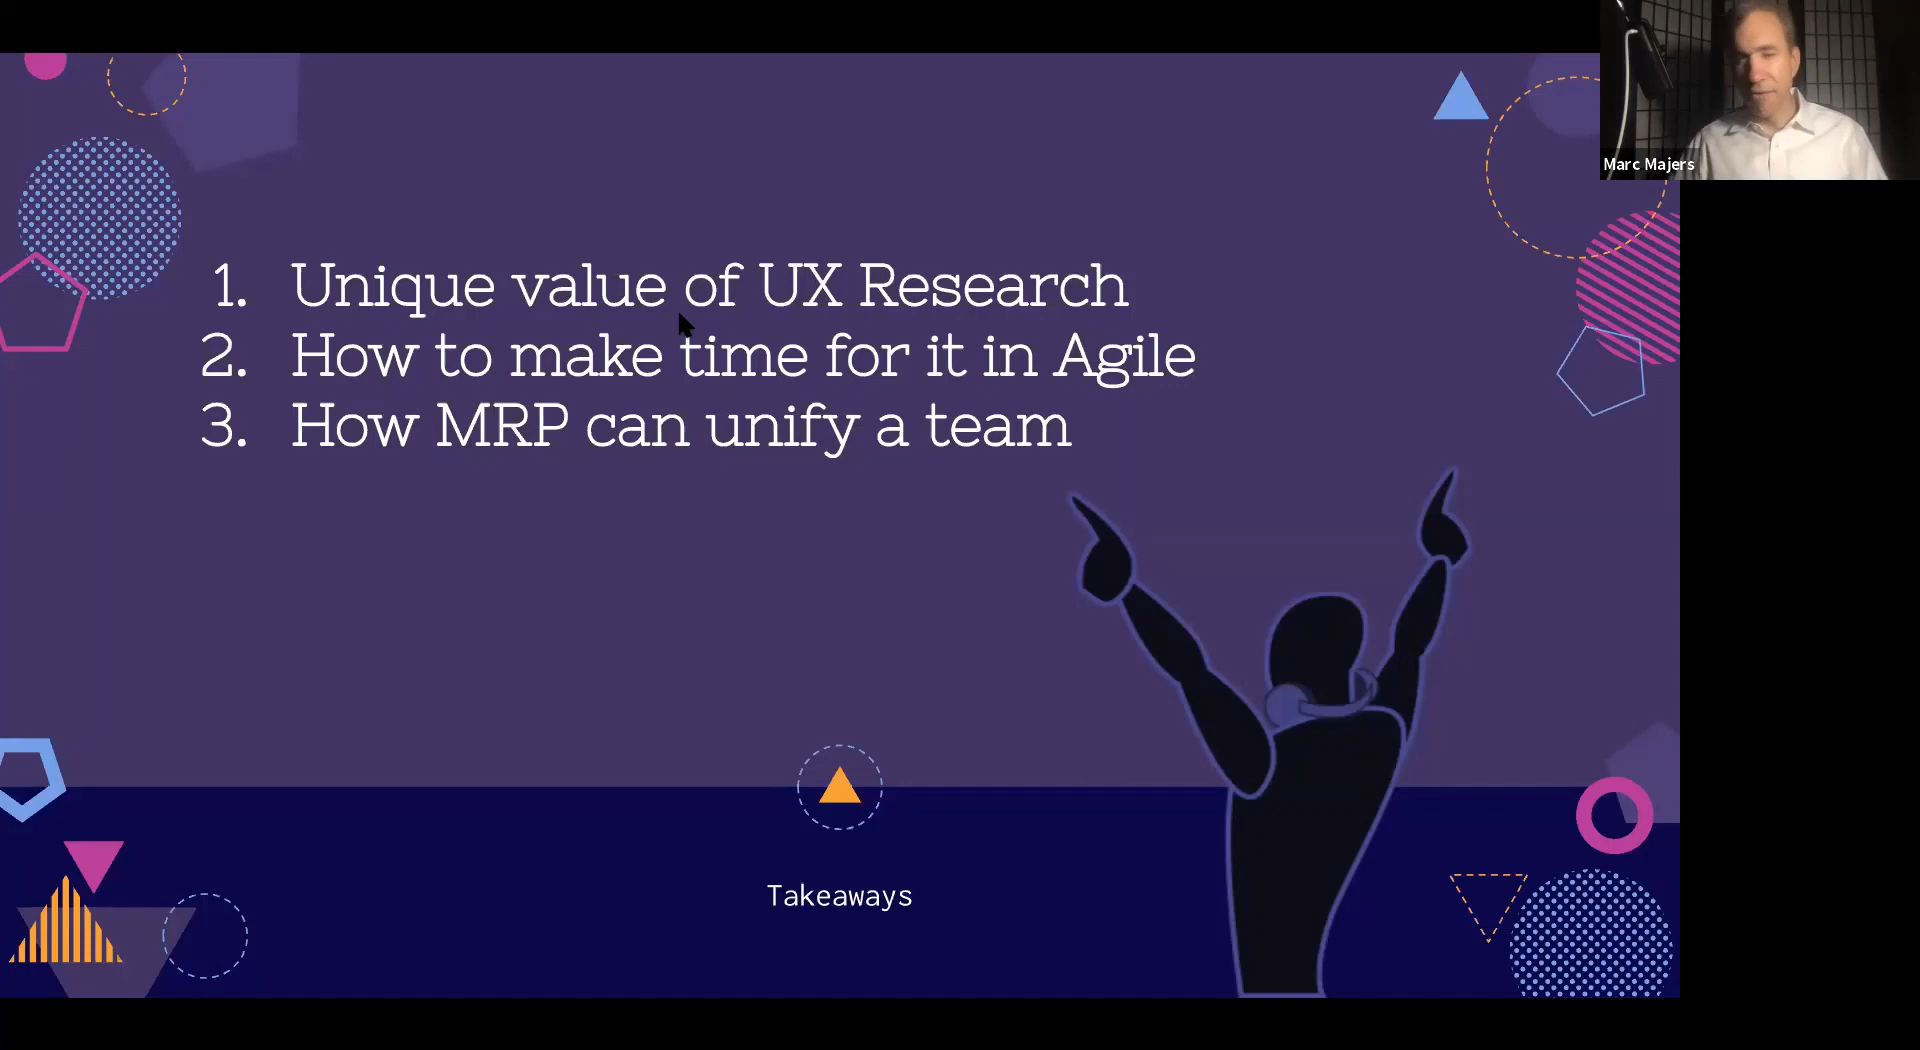 Marc Majers
1. Unique value of UX Research
2. How to make time for it in Agile
3. How MRP can unify a team
Takeaways